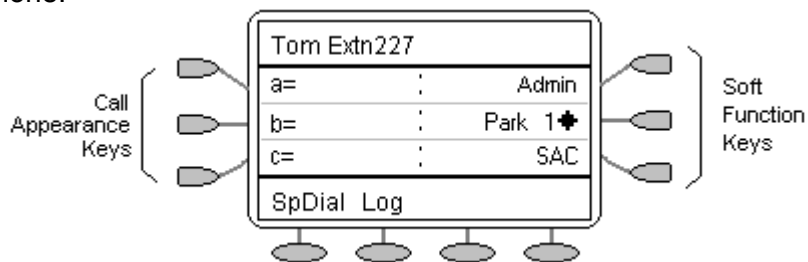 Tom Extn227
a= : Admin
b= : Park 1
c= : SAC
SpDial Log
Call
Appearance
Keys
Soft
Function
Keys